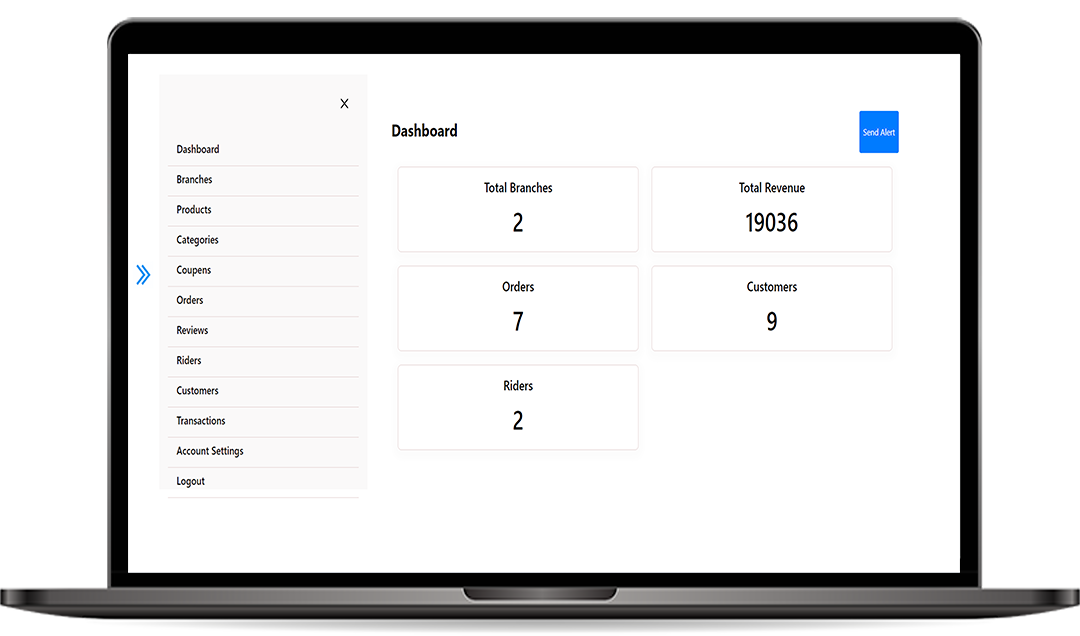 X
Dashboard
Branches
Products
Categories
Coupens
Orders
Reviews
Riders
Customers
Transactions
Account Settings
Logout
Dashboard
Send Alert
Total Branches
2
Total Revenue
19036
Orders
7
Customers
9
Riders
2